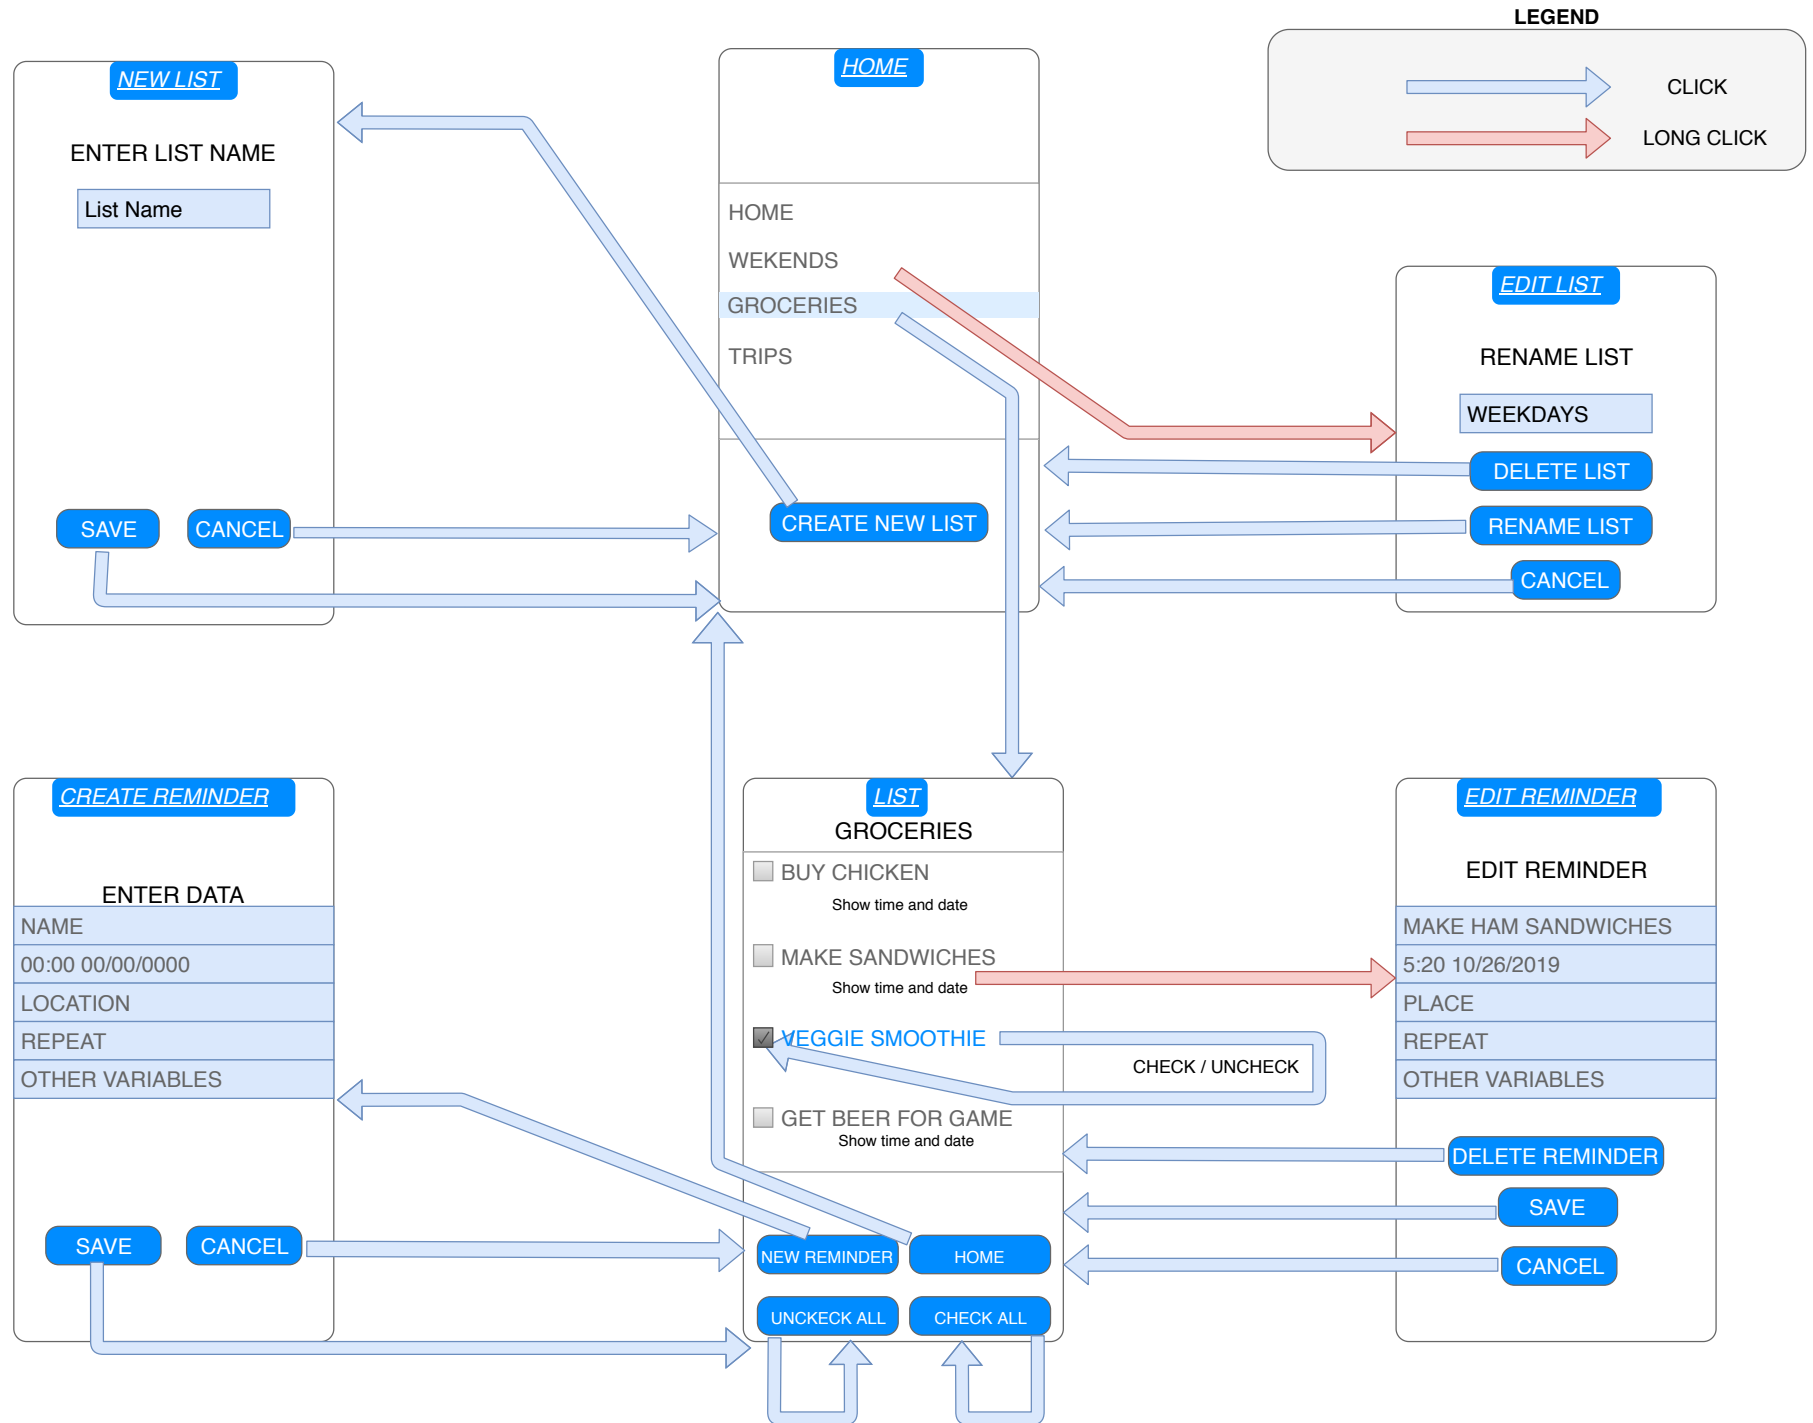 LEGEND
CLICK
LONG CLICK
NEW LIST
ENTER LIST NAME
List Name
SAVE
CANCEL
HOME
HOME
WEKENDS
GROCERIES
TRIPS
CREATE NEW LIST
EDIT LIST
RENAME LIST
WEEKDAYS
DELETE LIST
RENAME LIST
CANCEL
CREATE REMINDER
ENTER DATA
NAME
00:00 00/00/0000
LOCATION
REPEAT
OTHER VARIABLES
SAVE
CANCEL
LIST
GROCERIES
BUY CHICKEN
Show time and date
MAKE SANDWICHES
Show time and date
VEGGIE SMOOTHIE
CHECK / UNCHECK
GET BEER FOR GAME
Show time and date
NEW REMINDER
HOME
UNCKECK ALL
CHECK ALL
EDIT REMINDER
EDIT REMINDER
MAKE HAM SANDWICHES
5:20 10/26/2019
PLACE
REPEAT
OTHER VARIABLES
DELETE REMINDER
SAVE
CANCEL